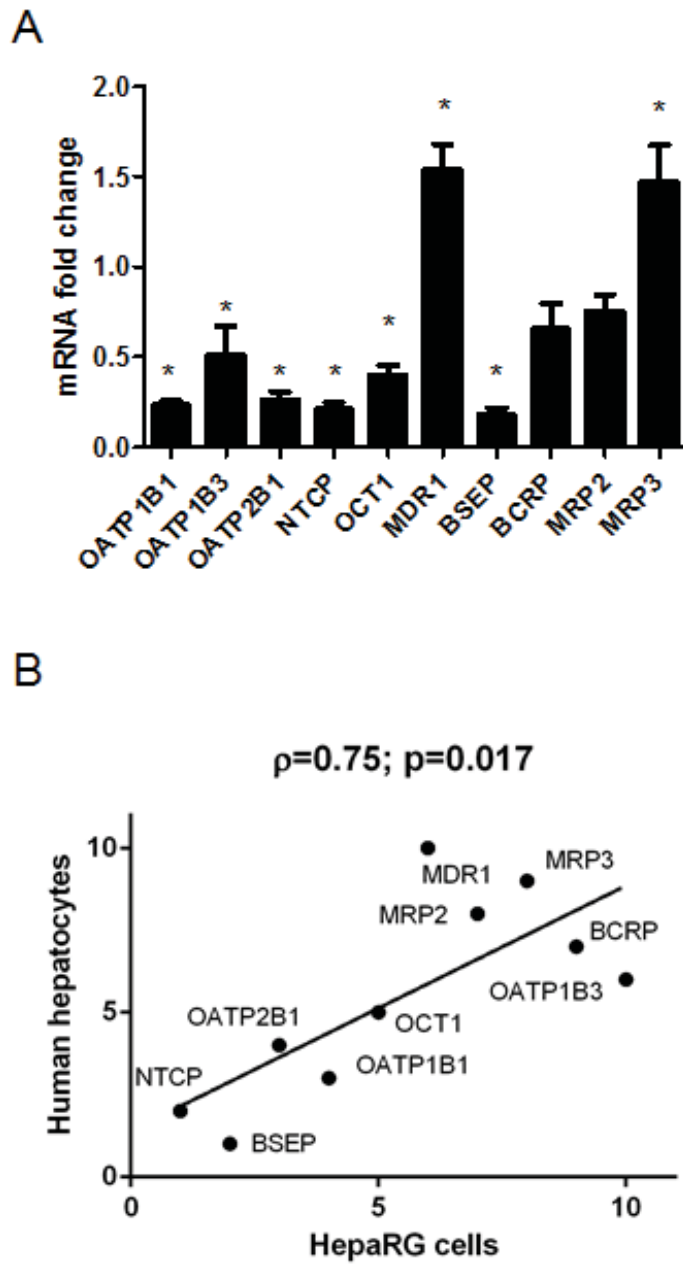 A
2.0
1.5
1.0
0.5
0.0
mRNA fold change
* * * * * * * *
OATP1B1
OATP1B3
OATP2B1
NTCP
OCT1
MDR1
BSEP
BCRP
MRP2
MRP3
B
ρ=0.75; p=0.017
10
5
0
Human hepatocytes
MDR1
MRP3
MRP2
BCRP
OATP1B3
OATP2B1
OCT1
NTCP
OATP1B1
BSEP
0 5 10
HepaRG cells